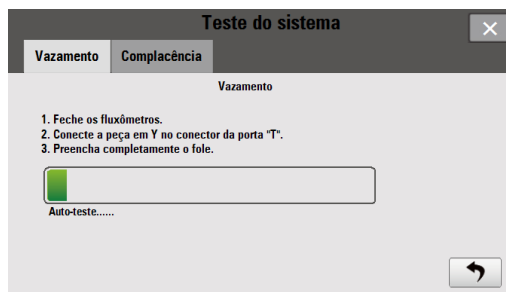 Teste do sistema
Vazamento Complacência
Vazamento
1. Feche os fluxômetros.
2. Conecte a peça em Y no conector da porta "T".
3. Preencha completamente o fole.
Auto-teste......